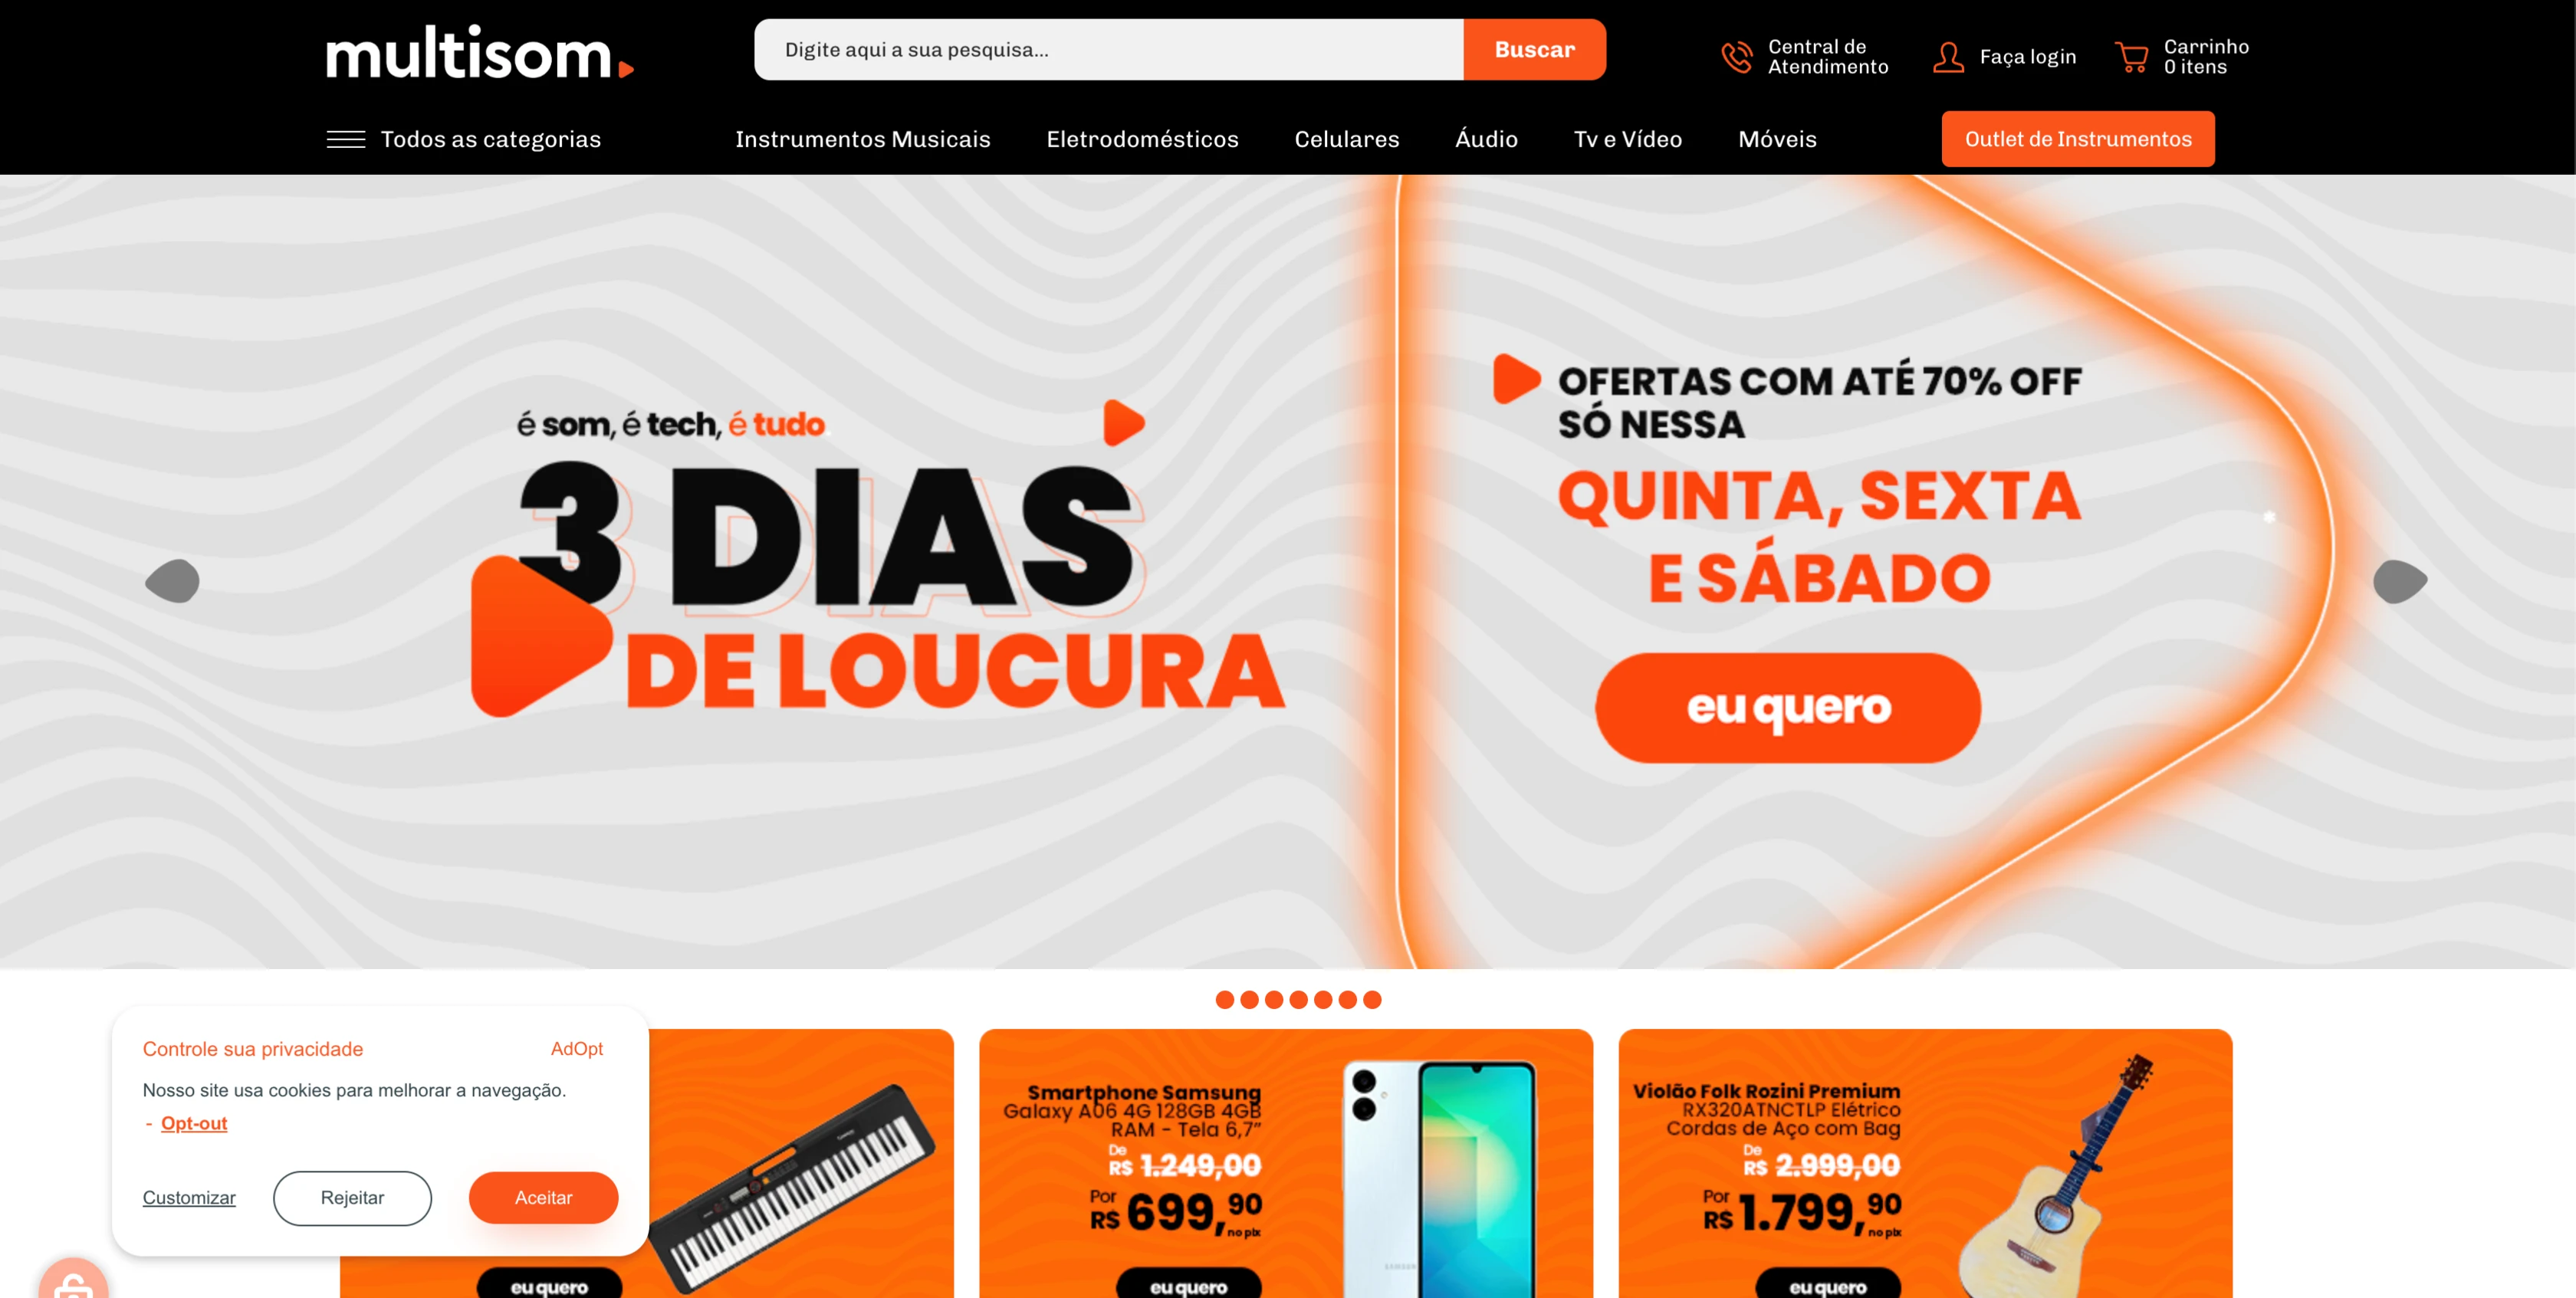 multisom
Digite aqui a sua pesquisa...
Buscar
Central de
Atendimento
Faça login
Carrinho
0 itens
Todos as categorias
Instrumentos Musicais
Eletrodomésticos
Celulares
Áudio
Tv e Vídeo
Móveis
Outlet de Instrumentos
é som, é tech, é tudo.
3 DIAS
DE LOUCURA
OFERTAS COM ATÉ 70% OFF
SÓ NESSA
QUINTA, SEXTA
E SÁBADO
eu quero
Controle sua privacidade
AdOpt
Nosso site usa cookies para melhorar a navegação.
- Opt-out
Customizar
Rejeitar
Aceitar
eu quero
Smartphone Samsung
Galaxy A06 4G 128GB 4GB
RAM - Tela 6,7”
De
R$ 1.249,00
Por
R$ 699,90
no pix
SAMSUNG
eu quero
Violão Folk Rozini Premium
RX320ATNCTLP Elétrico
Cordas de Aço com Bag
De
R$ 2.999,00
Por
R$ 1.799,90
no pix
eu quero